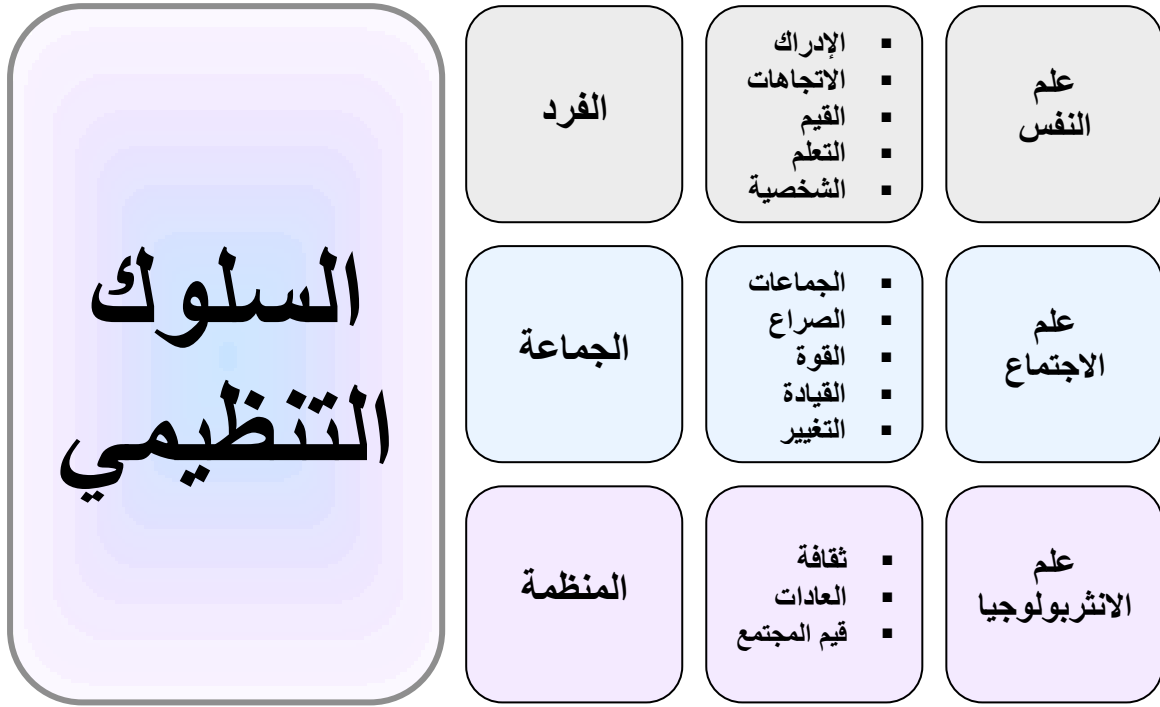 علم
النفس
▪ الإدراك
▪ الاتجاهات
▪ القيم
▪ التعلم
▪ الشخصية
الفرد
علم
الاجتماع
▪ الجماعات
▪ الصراع
▪ القوة
▪ القيادة
▪ التغيير
الجماعة
علم
الانثربولوجيا
▪ ثقافة
▪ العادات
▪ قيم المجتمع
المنظمة
السلوك
التنظيمي